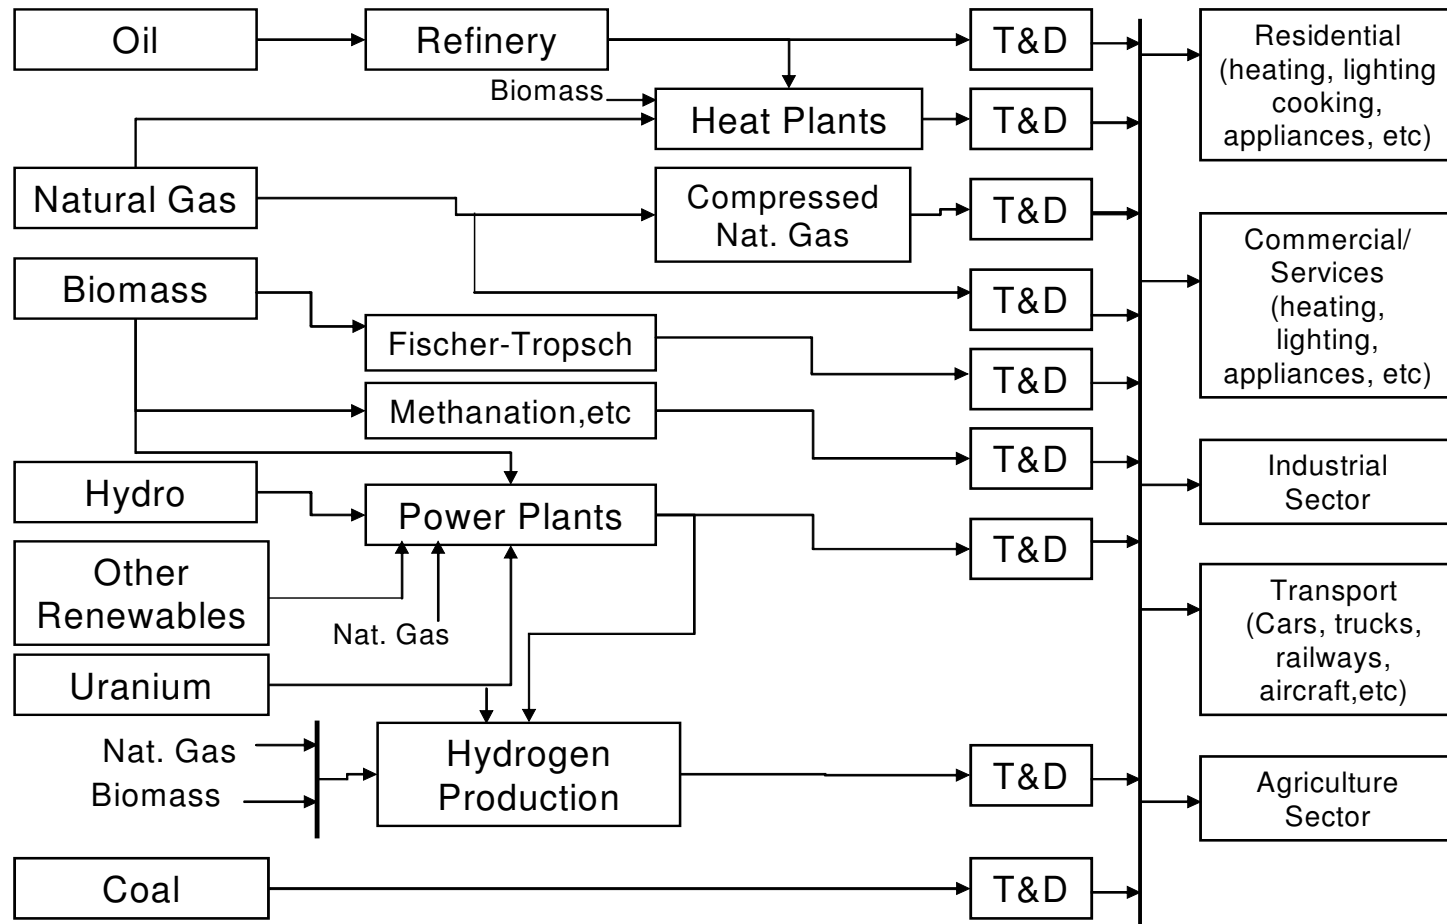 Oil
Refinery
T&D
Residential
(heating, lighting
cooking,
appliances, etc)
Biomass
Heat Plants
T&D
Natural Gas
Compressed
Nat. Gas
T&D
Commercial/
Services
(heating,
lighting,
appliances, etc)
Biomass
T&D
Fischer-Tropsch
T&D
Methanation,etc
T&D
Industrial
Sector
Hydro
Power Plants
T&D
Other
Renewables
Nat. Gas
Transport
(Cars, trucks,
railways,
aircraft,etc)
Uranium
Nat. Gas
Biomass
Hydrogen
Production
T&D
Agriculture
Sector
Coal
T&D